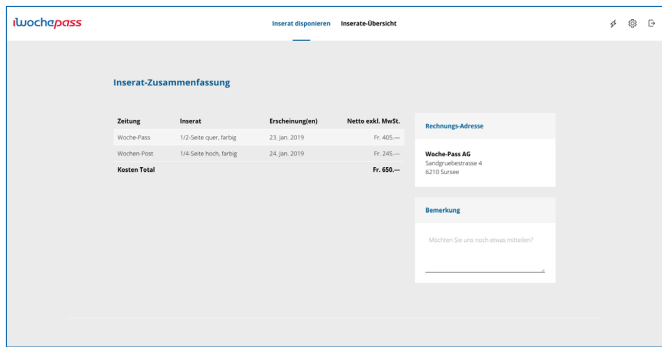 iwochepass
Inserat disponieren Inserate-Übersicht
Inserat-Zusammenfassung
Zeitung Inserat Erscheinung(en) Netto exkl. MwSt.
Woche-Pass 1/2-Seite quer, farbig 23. Jan. 2019 Fr. 405.—
Wochen-Post 1/4-Seite hoch, farbig 24. Jan. 2019 Fr. 245.—
Kosten Total Fr. 650.—
Rechnungs-Adresse
Woche-Pass AG
Sandgruebestrasse 4
6210 Sursee
Bemerkung
Möchten Sie uns noch etwas mitteilen?